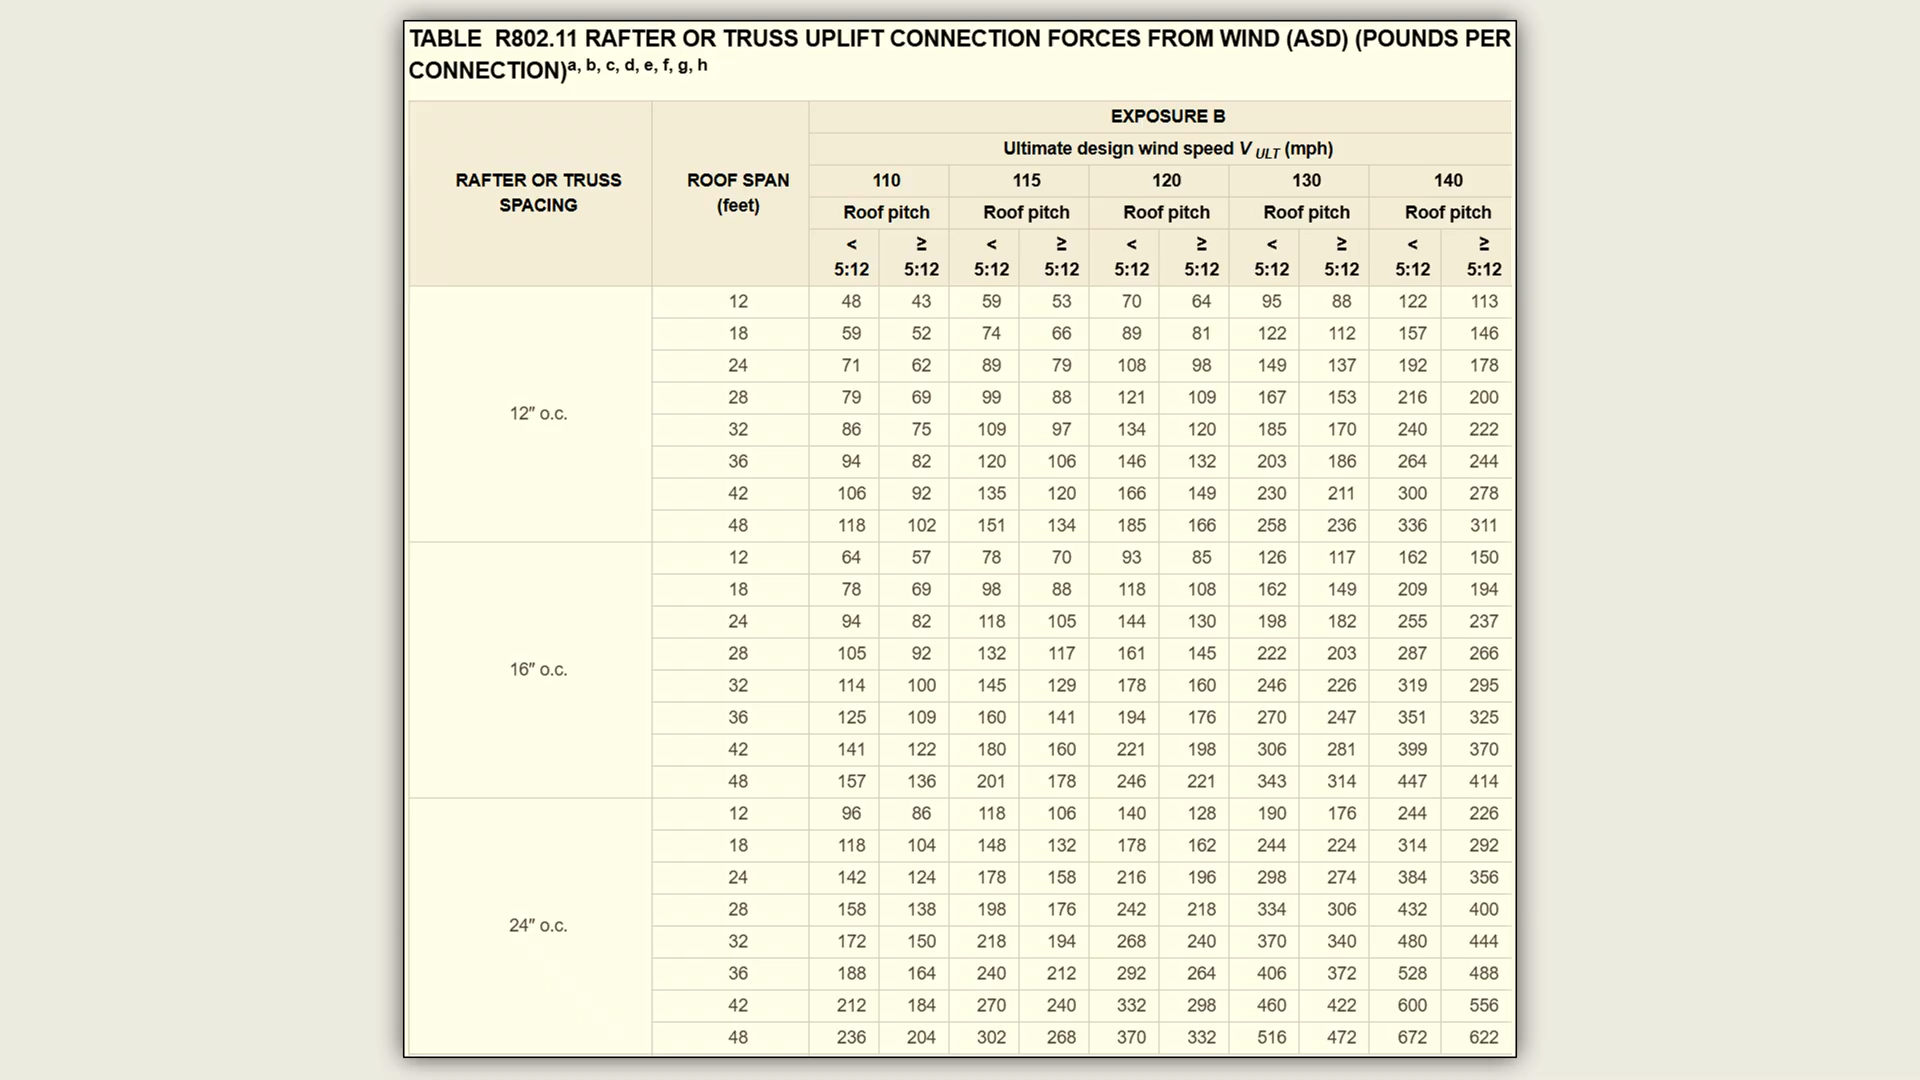 TABLE R802.11 RAFTER OR TRUSS UPLIFT CONNECTION FORCES FROM WIND (ASD) (POUNDS PER
CONNECTION)a, b, c, d, e, f, g, h
EXPOSURE B
Ultimate design wind speed V ULT (mph)
RAFTER OR TRUSS SPACING ROOF SPAN (feet) 110 115 120 130 140
Roof pitch Roof pitch Roof pitch Roof pitch Roof pitch
< ≥ < ≥ < ≥ < ≥ < ≥
5:12 5:12 5:12 5:12 5:12 5:12 5:12 5:12 5:12 5:12
12 48 43 59 53 70 64 95 88 122 113
18 59 52 74 66 89 81 122 112 157 146
24 71 62 89 79 108 98 149 137 192 178
28 79 69 99 88 121 109 167 153 216 200
12″ o.c.
32 86 75 109 97 134 120 185 170 240 222
36 94 82 120 106 146 132 203 186 264 244
42 106 92 135 120 166 149 230 211 300 278
48 118 102 151 134 185 166 258 236 336 311
12 64 57 78 70 93 85 126 117 162 150
18 78 69 98 88 118 108 162 149 209 194
24 94 82 118 105 144 130 198 182 255 237
28 105 92 132 117 161 145 222 203 287 266
16″ o.c.
32 114 100 145 129 178 160 246 226 319 295
36 125 109 160 141 194 176 270 247 351 325
42 141 122 180 160 221 198 306 281 399 370
48 157 136 201 178 246 221 343 314 447 414
12 96 86 118 106 140 128 190 176 244 226
18 118 104 148 132 178 162 244 224 314 292
24 142 124 178 158 216 196 298 274 384 356
28 158 138 198 176 242 218 334 306 432 400
24″ o.c.
32 172 150 218 194 268 240 370 340 480 444
36 188 164 240 212 292 264 406 372 528 488
42 212 184 270 240 332 298 460 422 600 556
48 236 204 302 268 370 332 516 472 672 622